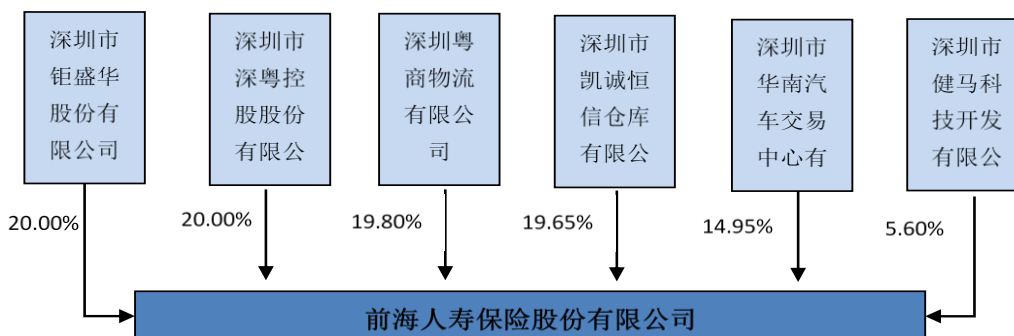 深圳市
钜盛华
股份有
限公司
深圳市
深粤控
股股份
有限公
深圳粤
商物流
有限公
司
深圳市
凯诚恒
信仓库
有限公
深圳市
华南汽
车交易
中心有
深圳市
健马科
技开发
有限公
20.00%
20.00%
19.80%
19.65%
14.95%
5.60%
前海人寿保险股份有限公司